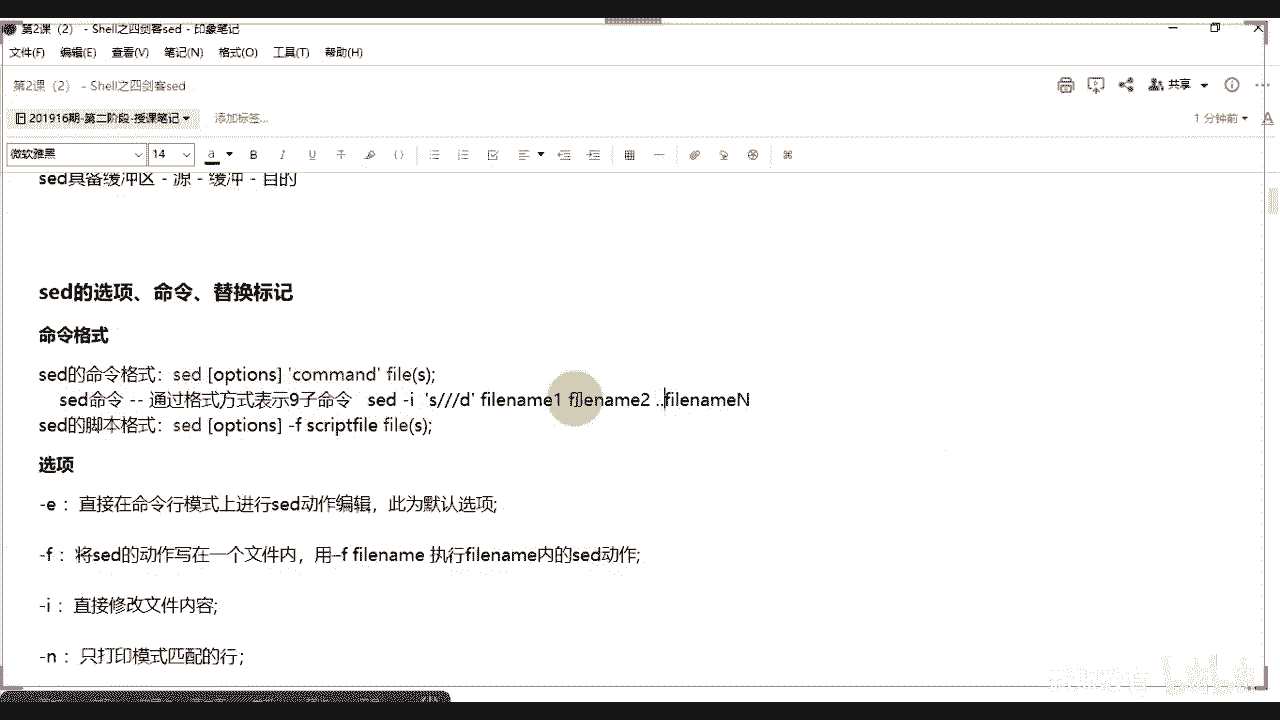 第2课（2） - Shell之四剑客sed - 印象笔记
文件(F) 编辑(E) 查看(V) 笔记(N) 格式(O) 工具(T) 帮助(H)
第2课（2） - Shell之四剑客sed
共享
201916期-第二阶段-授课笔记
添加标签...
1 分钟前
微软雅黑 14
sed具备缓冲区 - 源 - 缓冲 - 目的
sed的选项、命令、替换标记
命令格式
sed的命令格式：sed [options] 'command' file(s);
sed命令 -- 通过格式方式表示9子命令 sed -i 's///d' filename1 filename2 ..filenameN
sed的脚本格式：sed [options] -f scriptfile file(s);
选项
-e ：直接在命令行模式上进行sed动作编辑，此为默认选项;
-f ：将sed的动作写在一个文件内，用–f filename 执行filename内的sed动作;
-i ：直接修改文件内容;
-n ：只打印模式匹配的行；